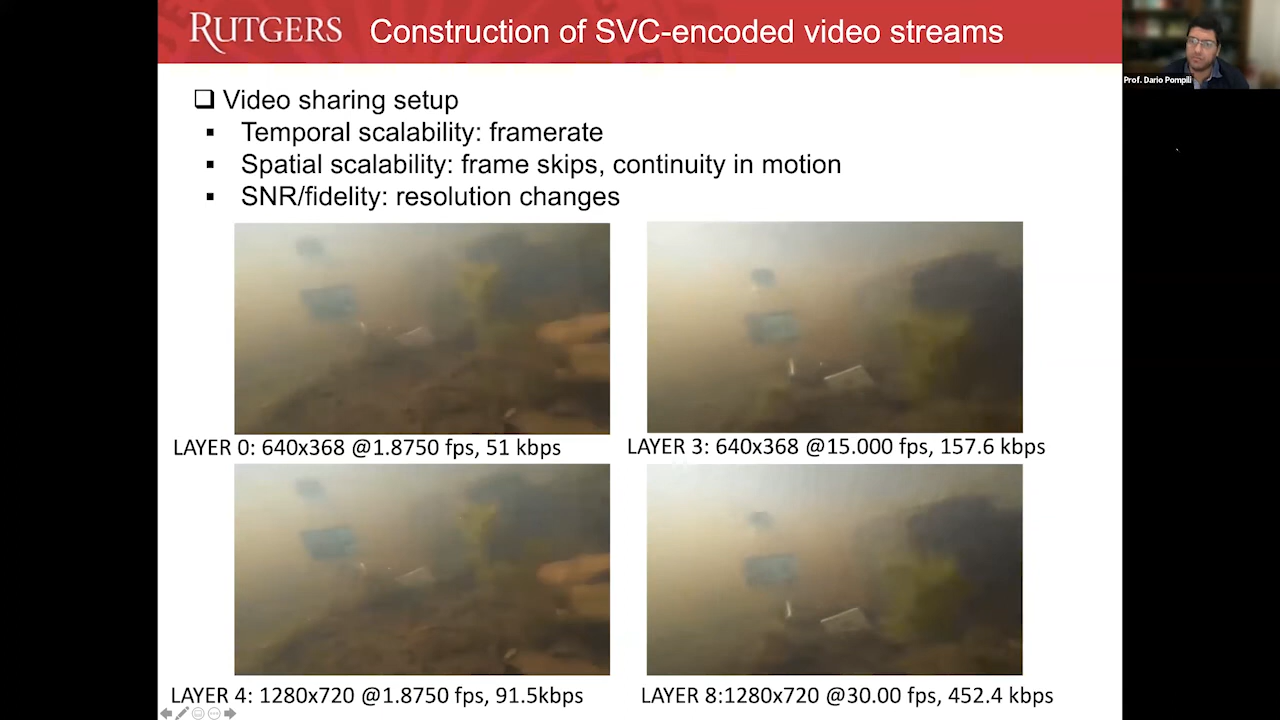 RUTGERS
Construction of SVC-encoded video streams
Prof. Dario Pompili
Video sharing setup
Temporal scalability: framerate
Spatial scalability: frame skips, continuity in motion
SNR/fidelity: resolution changes
LAYER 0: 640x368 @1.8750 fps, 51 kbps
LAYER 3: 640x368 @15.000 fps, 157.6 kbps
LAYER 4: 1280x720 @1.8750 fps, 91.5kbps
LAYER 8:1280x720 @30.00 fps, 452.4 kbps